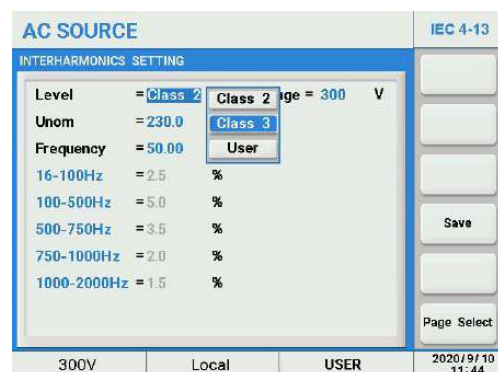 AC SOURCE
IEC 4-13
INTERHARMONICS SETTING
Level =Class 2 ge = 300 V
Class 2
Class 3
User
Unom =230.0
Frequency =50.00
16-100Hz =2.5 %
100-500Hz =5.0 %
500-750Hz =3.5 %
750-1000Hz =2.0 %
1000-2000Hz =1.5 %
Save
Page Select
300V Local USER 2020/9/10
11:44